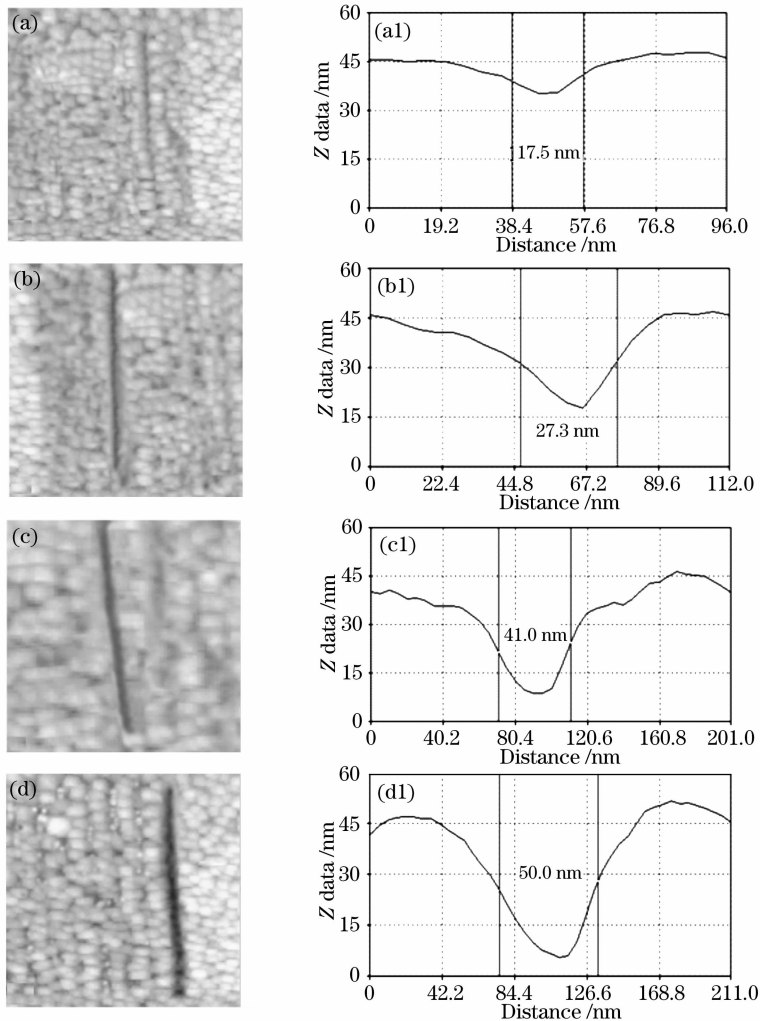 (a)
(a1)
60
45
30
15
0
Z data /nm
17.5 nm
0 19.2 38.4 57.6 76.8 96.0
Distance /nm
(b)
(b1)
60
45
30
15
0
Z data /nm
27.3 nm
0 22.4 44.8 67.2 89.6 112.0
Distance /nm
(c)
(c1)
60
45
30
15
0
Z data /nm
41.0 nm
0 40.2 80.4 120.6 160.8 201.0
Distance /nm
(d)
(d1)
60
45
30
15
0
Z data /nm
50.0 nm
0 42.2 84.4 126.6 168.8 211.0
Distance /nm